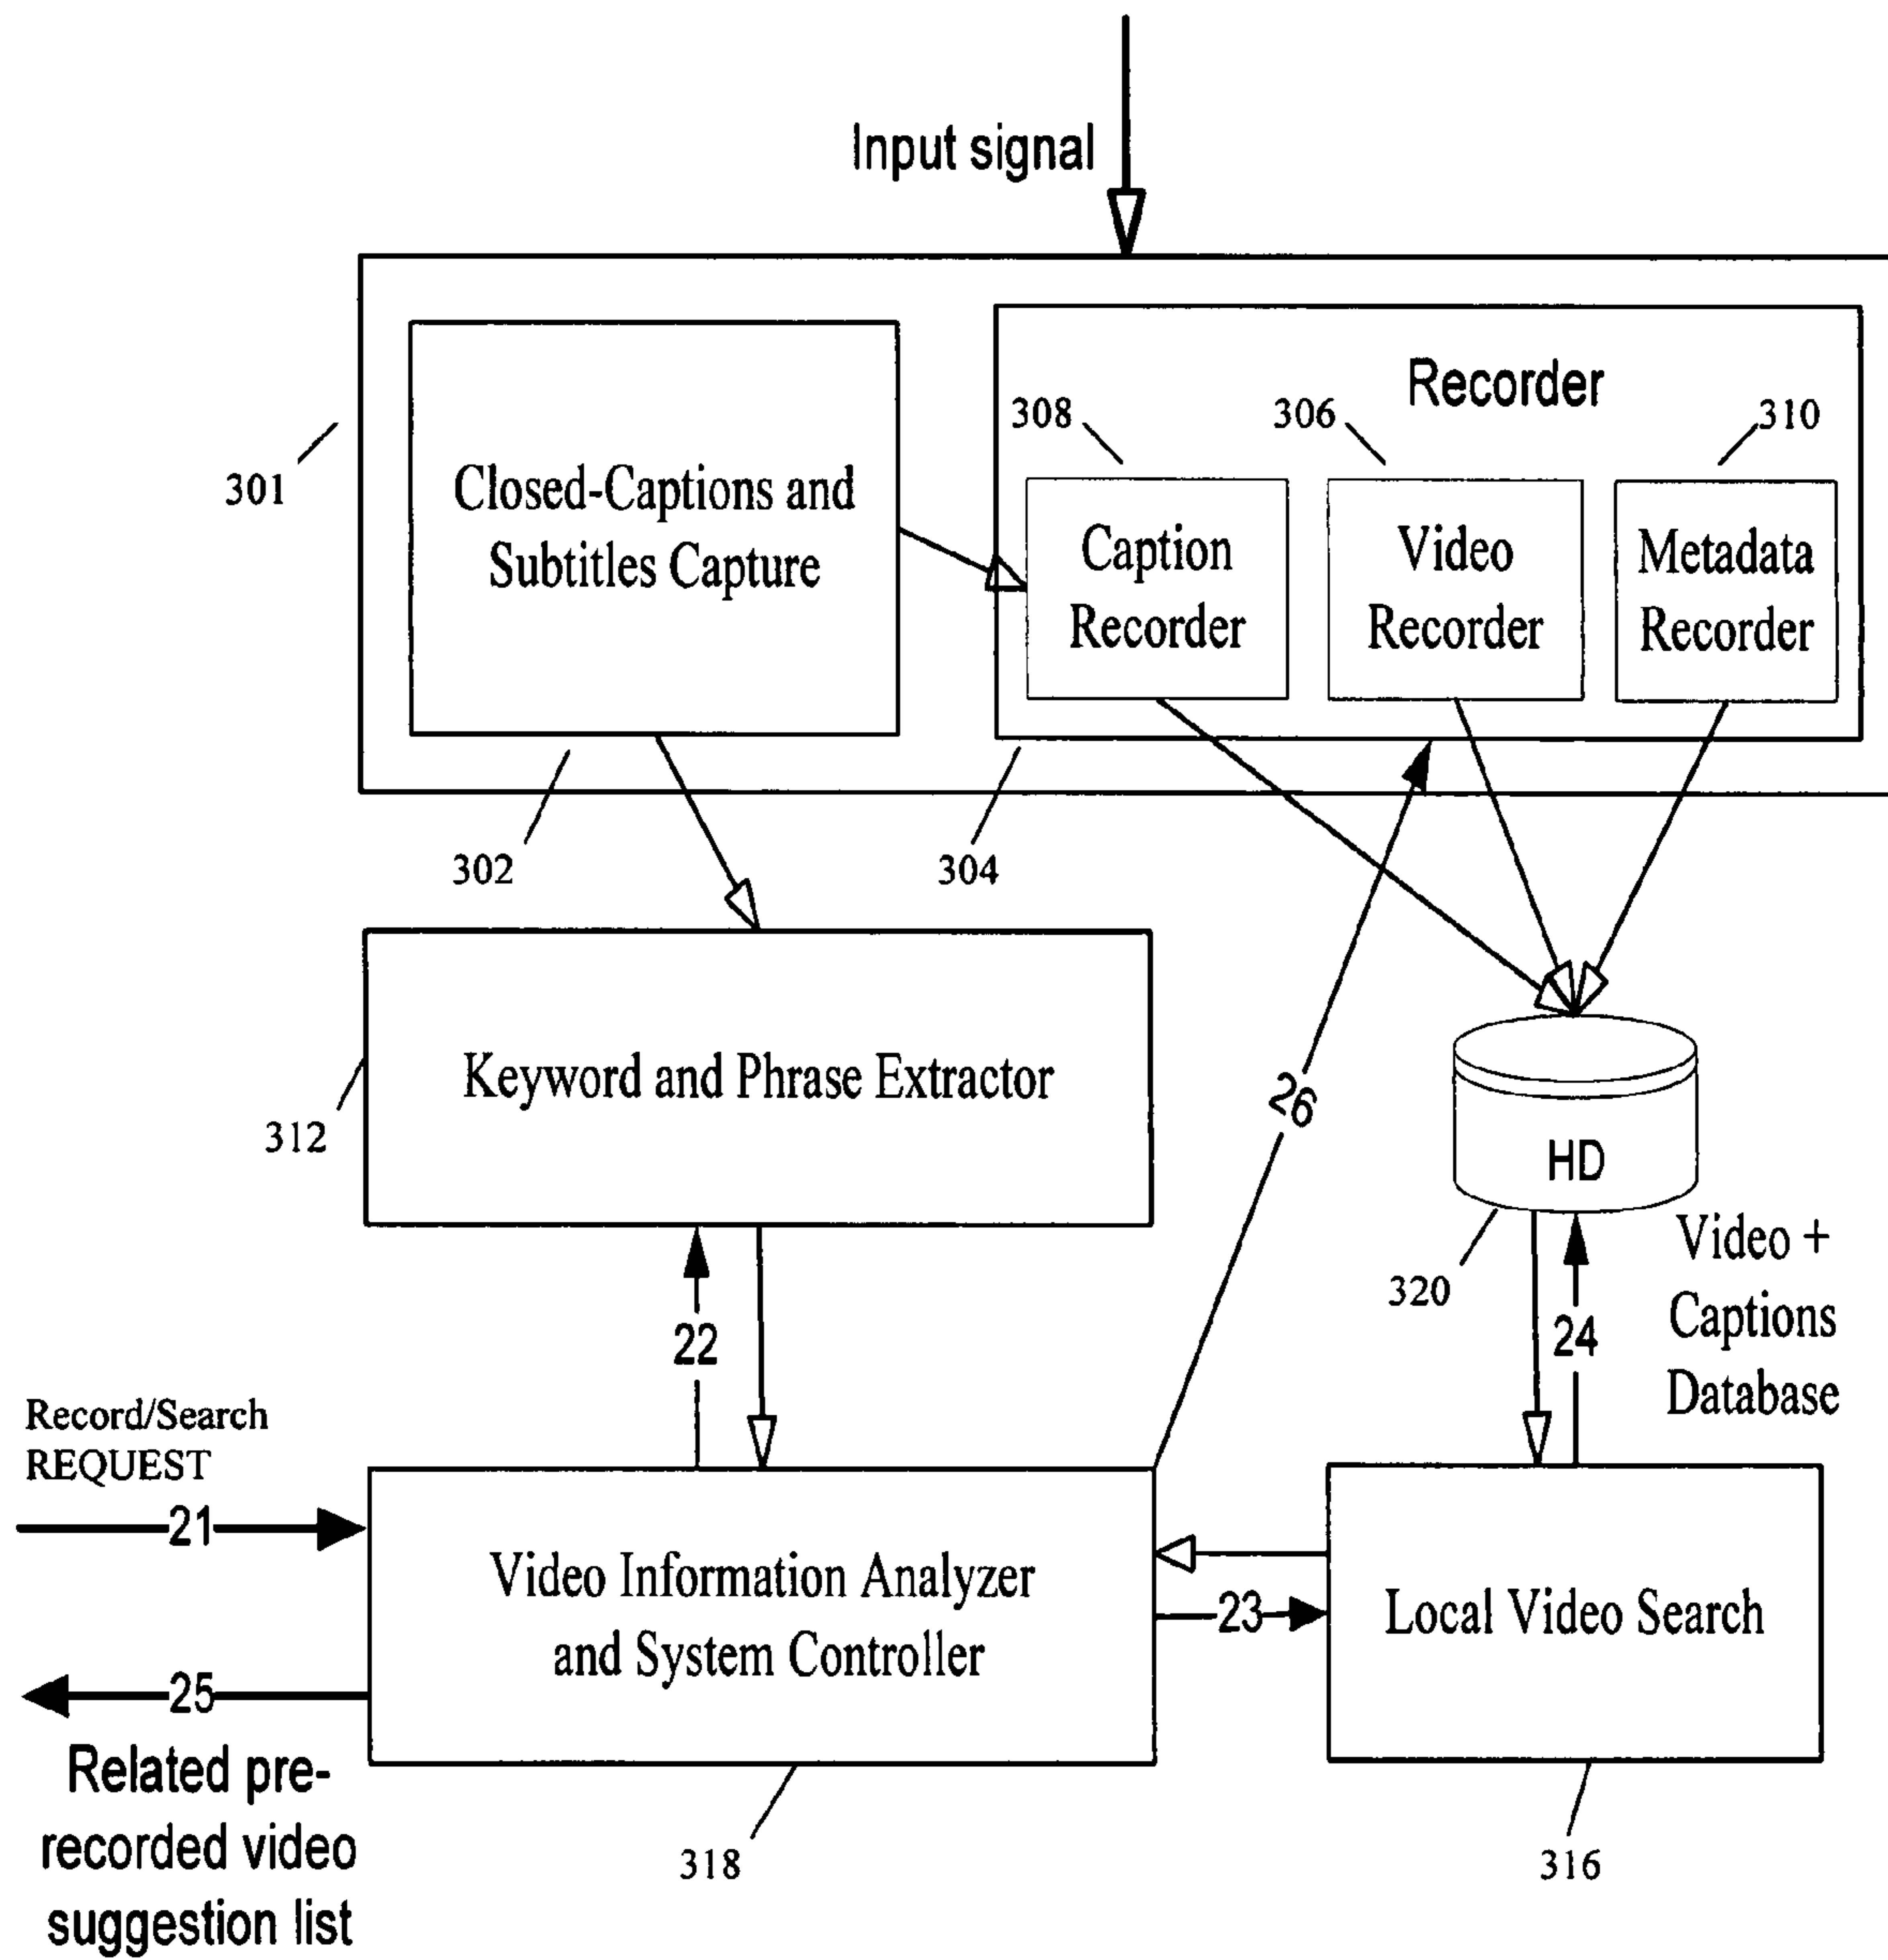 Input signal
Recorder
308
306
310
301
Closed-Captions and
Subtitles Capture
Caption
Recorder
Video
Recorder
Metadata
Recorder
302
304
Keyword and Phrase Extractor
312
26
HD
320
Video +
Captions
Database
22
24
Record/Search
REQUEST
21
Video Information Analyzer
and System Controller
23
Local Video Search
25
Related pre-
recorded video
suggestion list
318
316